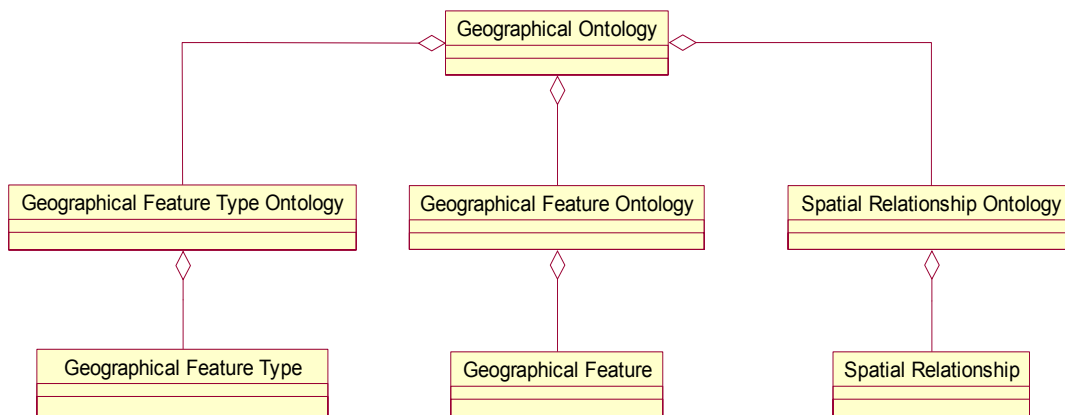 Geographical Ontology
Geographical Feature Type Ontology
Geographical Feature Ontology
Spatial Relationship Ontology
Geographical Feature Type
Geographical Feature
Spatial Relationship